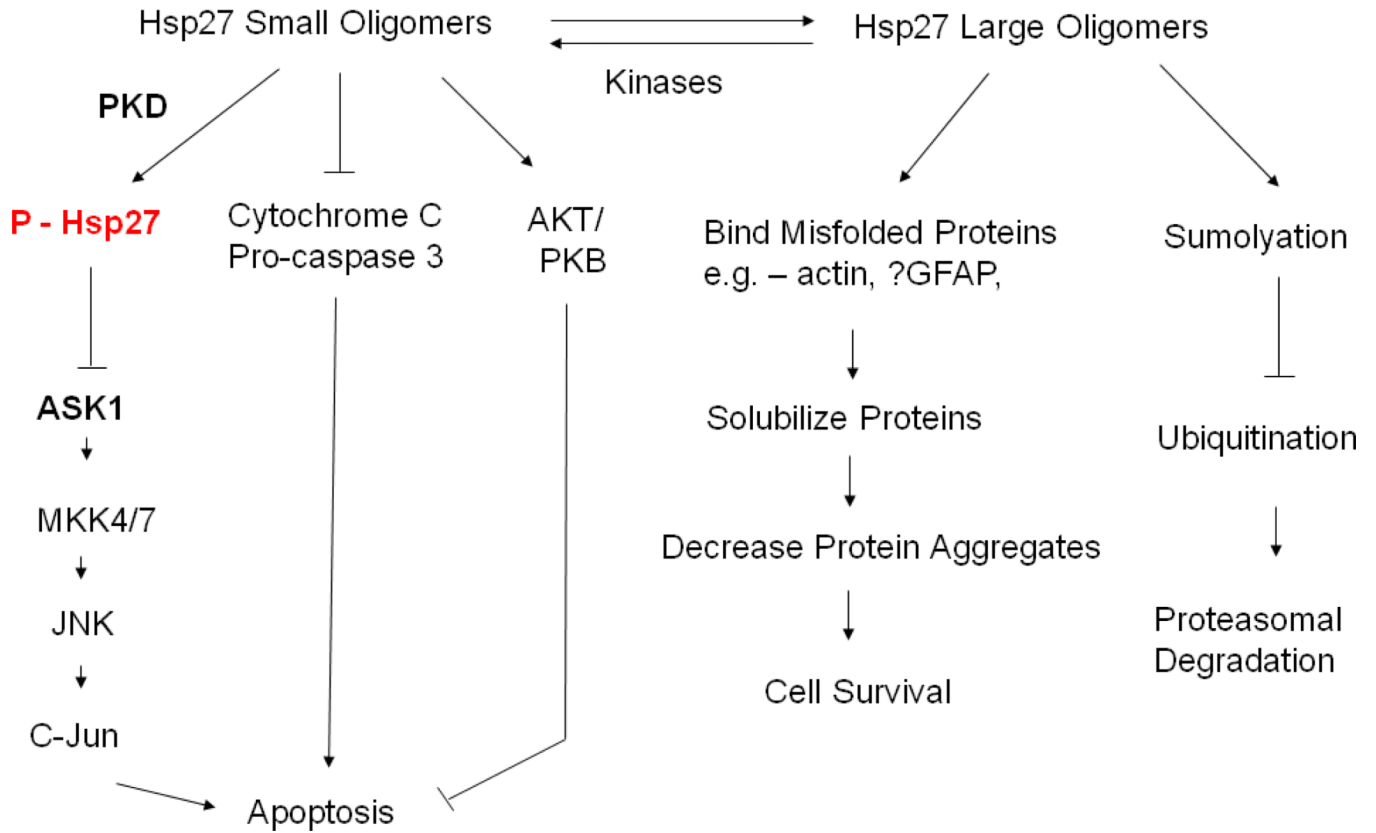 Hsp27 Small Oligomers
Hsp27 Large Oligomers
Kinases
PKD
P - Hsp27
Cytochrome C
Pro-caspase 3
AKT/
PKB
Bind Misfolded Proteins
e.g. – actin, ?GFAP,
Sumolyation
ASK1
Solubilize Proteins
Ubiquitination
MKK4/7
Decrease Protein Aggregates
JNK
Proteasomal
Degradation
Cell Survival
C-Jun
Apoptosis